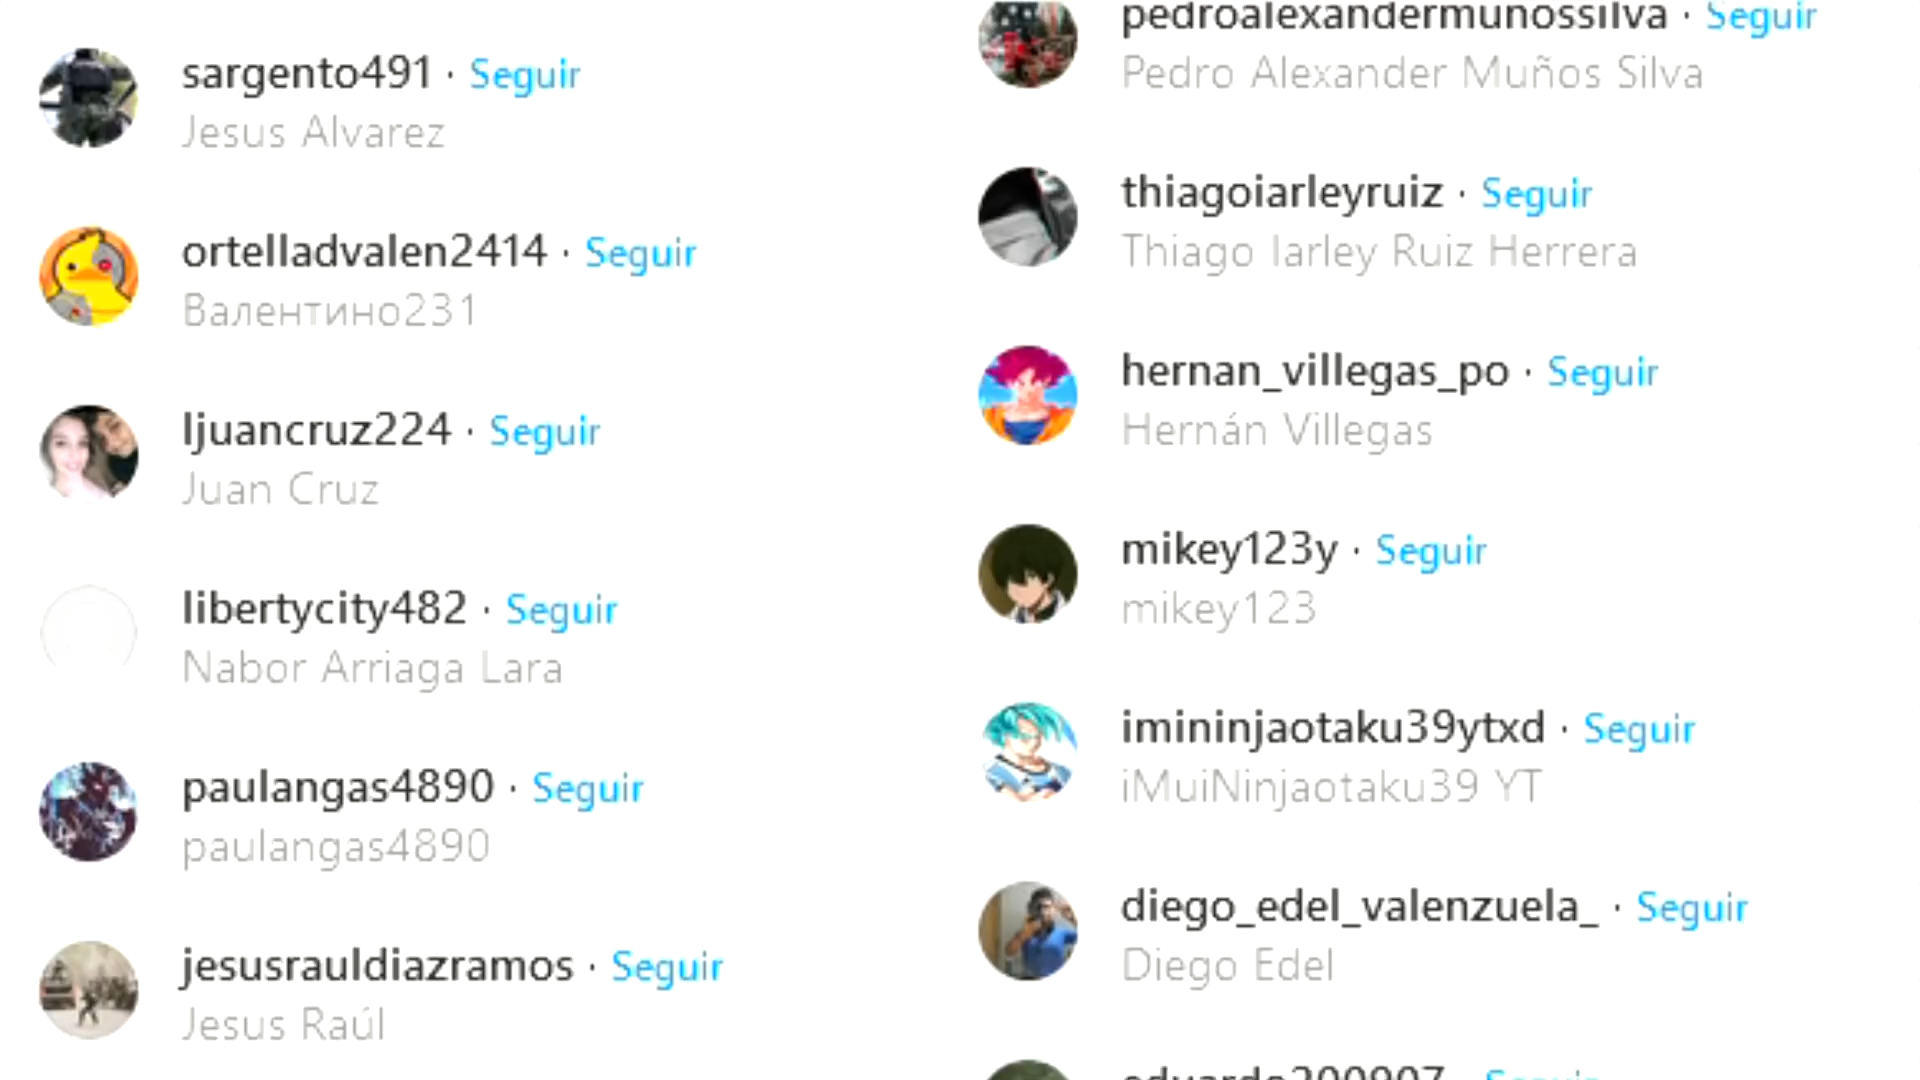 sargento491 · Seguir
Jesus Alvarez
ortelladvalen2414 · Seguir
Валентино231
ljuancruz224 · Seguir
Juan Cruz
libertycity482 · Seguir
Nabor Arriaga Lara
paulangas4890 · Seguir
paulangas4890
jesusrauldiazramos · Seguir
Jesus Raúl
pedroalexandermunossilva · Seguir
Pedro Alexander Muños Silva
thiagoiarleyruiz · Seguir
Thiago Iarley Ruiz Herrera
hernan_villegas_po · Seguir
Hernán Villegas
mikey123y · Seguir
mikey123
imininjaotaku39ytxd · Seguir
iMuiNinjaotaku39 YT
diego_edel_valenzuela_ · Seguir
Diego Edel
eduardo200907 · Seguir